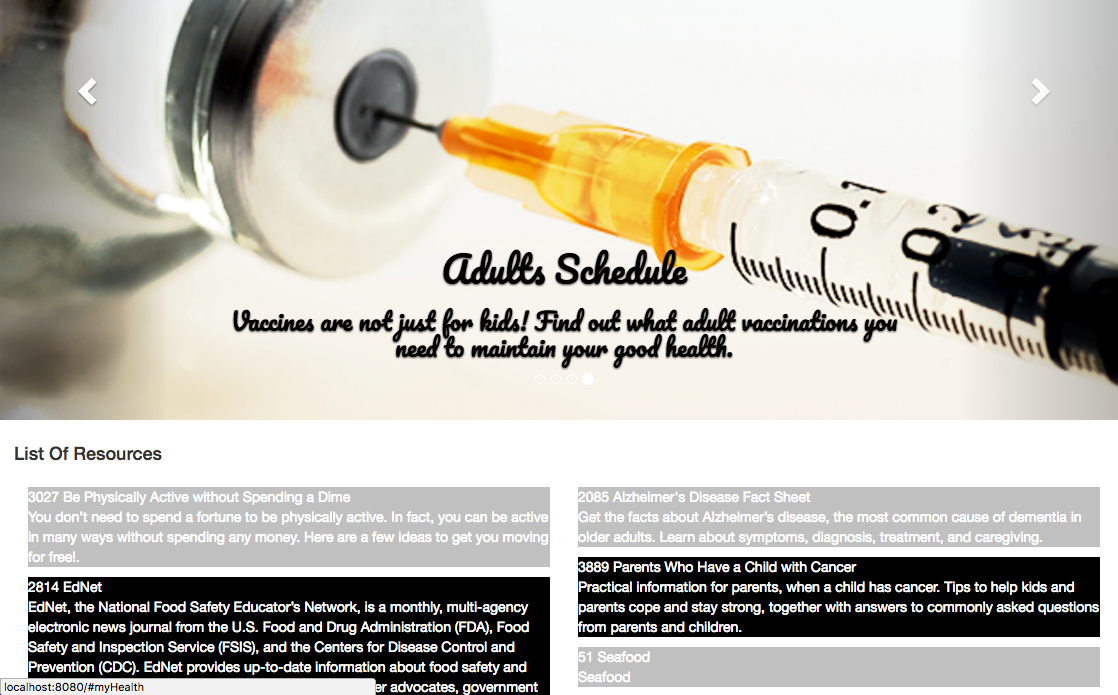 0.1
0.2
Adults Schedule
Vaccines are not just for kids! Find out what adult vaccinations you
need to maintain your good health.
List Of Resources
3027 Be Physically Active without Spending a Dime
You don't need to spend a fortune to be physically active. In fact, you can be active
in many ways without spending any money. Here are a few ideas to get you moving
for free!.
2814 EdNet
EdNet, the National Food Safety Educator's Network, is a monthly, multi-agency
electronic news journal from the U.S. Food and Drug Administration (FDA), Food
Safety and Inspection Service (FSIS), and the Centers for Disease Control and
Prevention (CDC). EdNet provides up-to-date information about food safety and
er advocates, government
2085 Alzheimer's Disease Fact Sheet
Get the facts about Alzheimer's disease, the most common cause of dementia in
older adults. Learn about symptoms, diagnosis, treatment, and caregiving.
3889 Parents Who Have a Child with Cancer
Practical information for parents, when a child has cancer. Tips to help kids and
parents cope and stay strong, together with answers to commonly asked questions
from parents and children.
51 Seafood
Seafood
localhost:8080/#myHealth